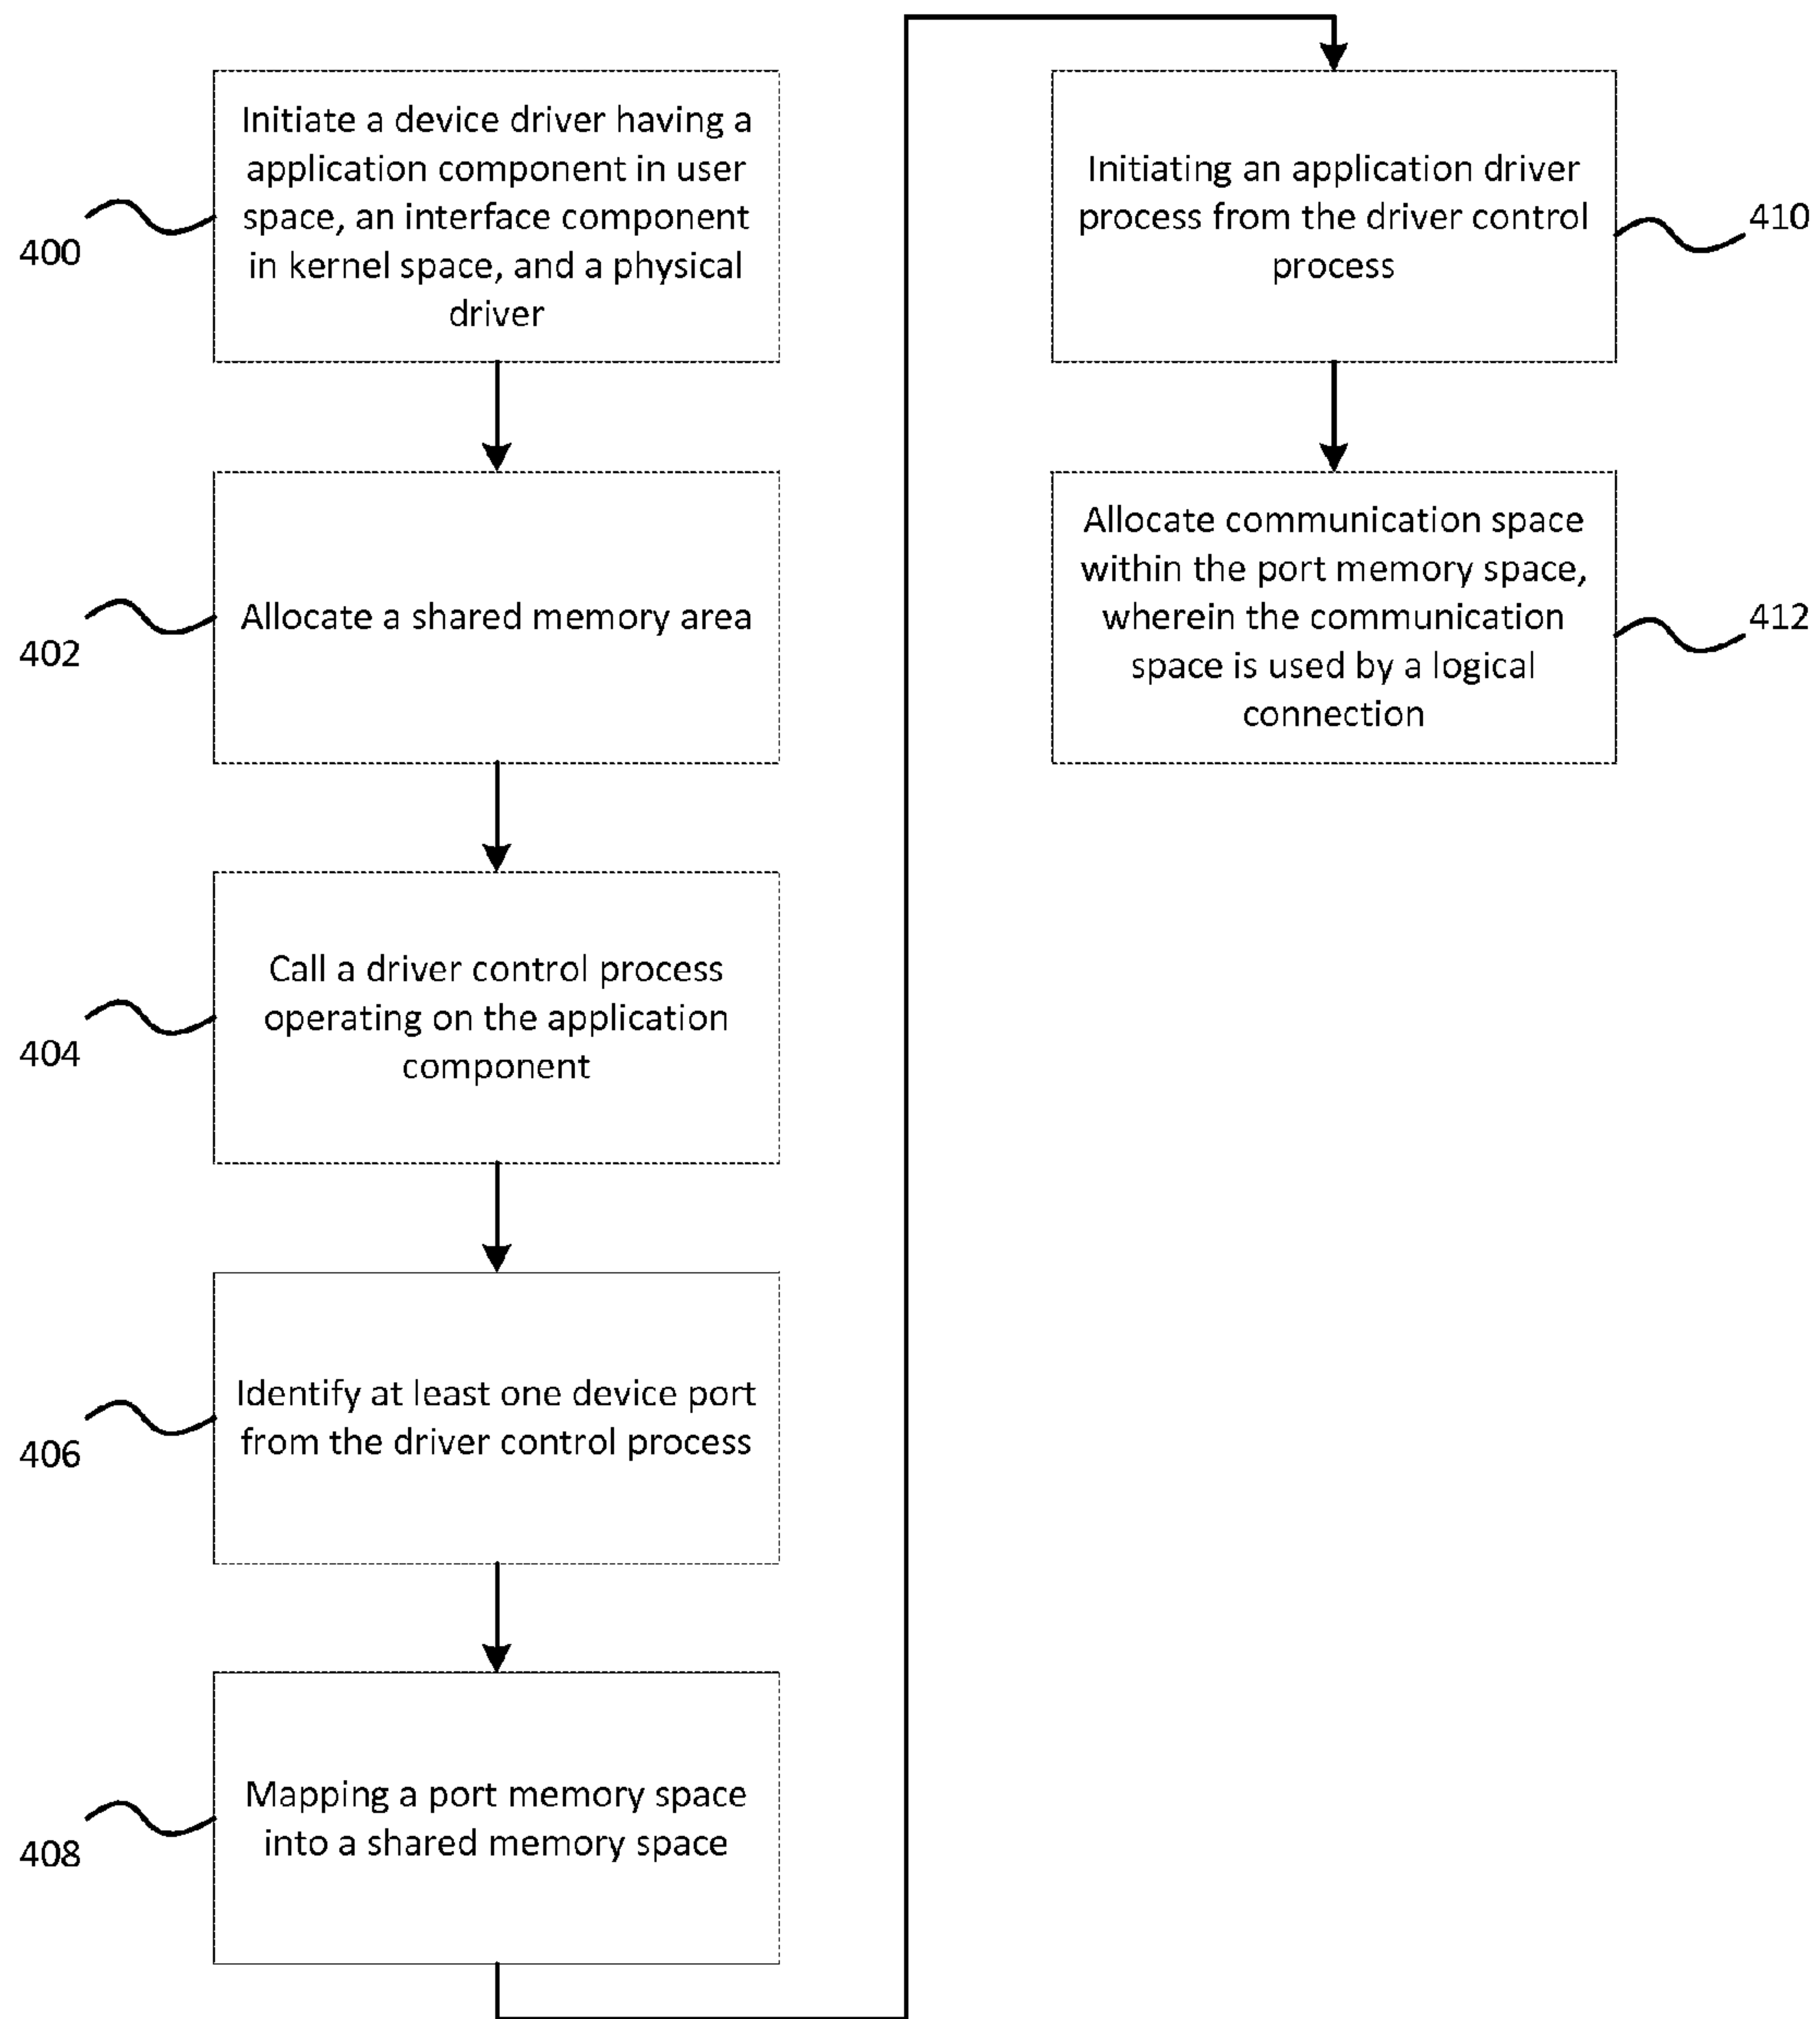 Initiate a device driver having a
application component in user
space, an interface component
in kernel space, and a physical
driver
400
Allocate a shared memory area
402
Call a driver control process
operating on the application
component
404
Identify at least one device port
from the driver control process
406
Mapping a port memory space
into a shared memory space
408
Initiating an application driver
process from the driver control
process
410
Allocate communication space
within the port memory space,
wherein the communication
space is used by a logical
connection
412